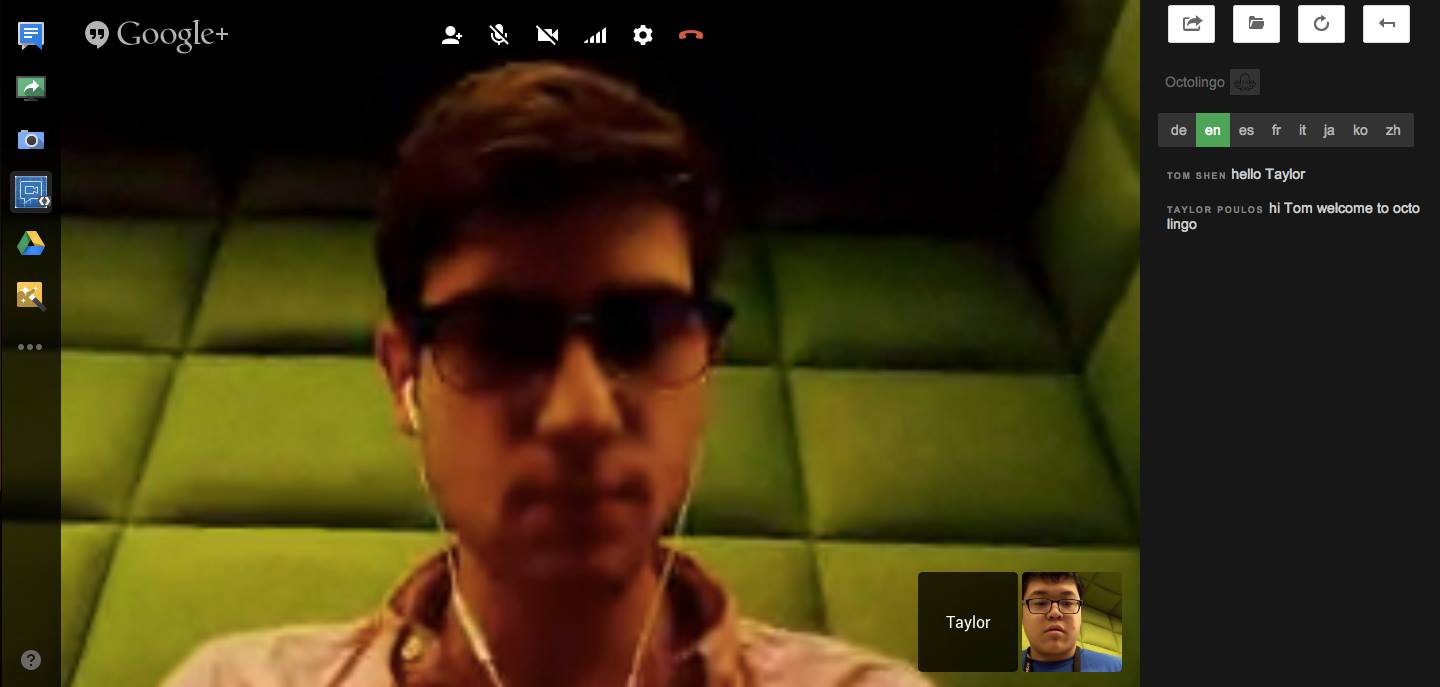 Google+
Octolingo
de en es fr it ja ko zh
TOM SHEN hello Taylor
TAYLOR POULOS hi Tom welcome to octo
lingo
Taylor
?